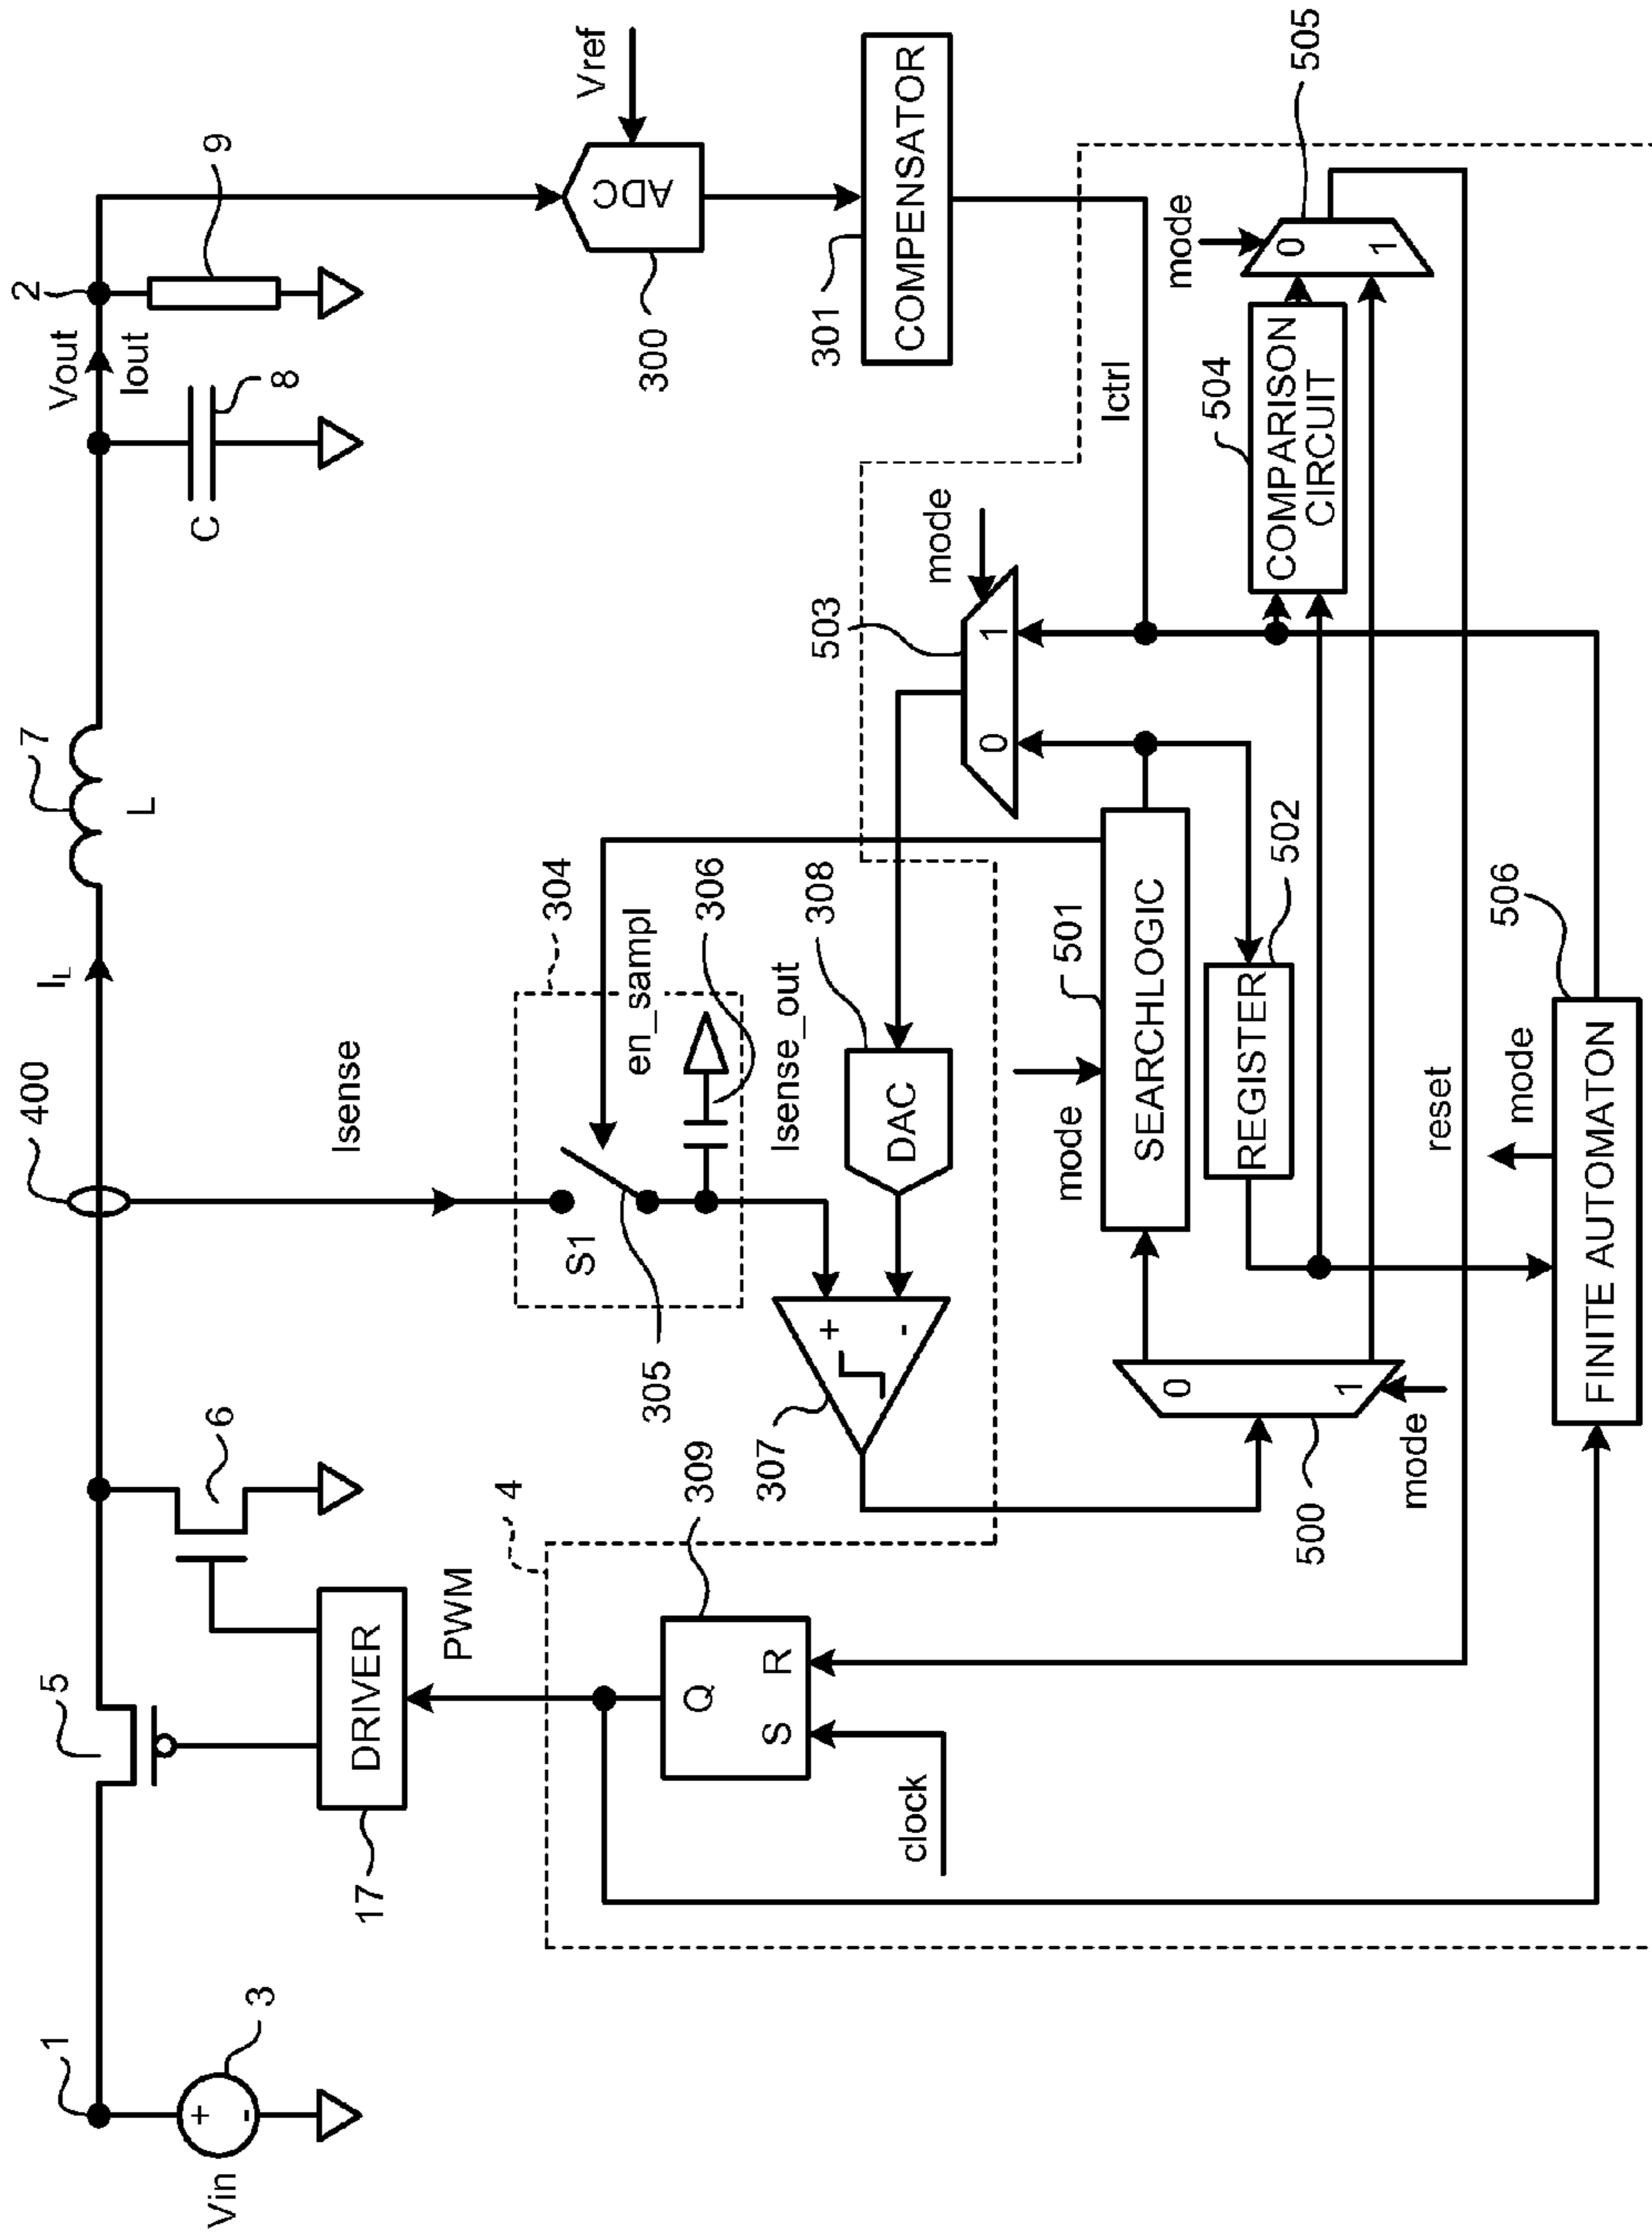 1
Vin
+
-
3
5
17
DRIVER
PWM
6
400
IL
7
L
C
8
Vout
Iout
2
9
Isense
304
S1
305
en_sampl
306
Isense_out
4
309
Q
S
R
clock
307
+
-
308
DAC
ADC
300
Vref
301
COMPENSATOR
Ictrl
503
0
1
mode
500
0
1
mode
mode
501
SEARCHLOGIC
502
REGISTER
504
COMPARISON
CIRCUIT
505
0
1
mode
reset
mode
506
FINITE AUTOMATON